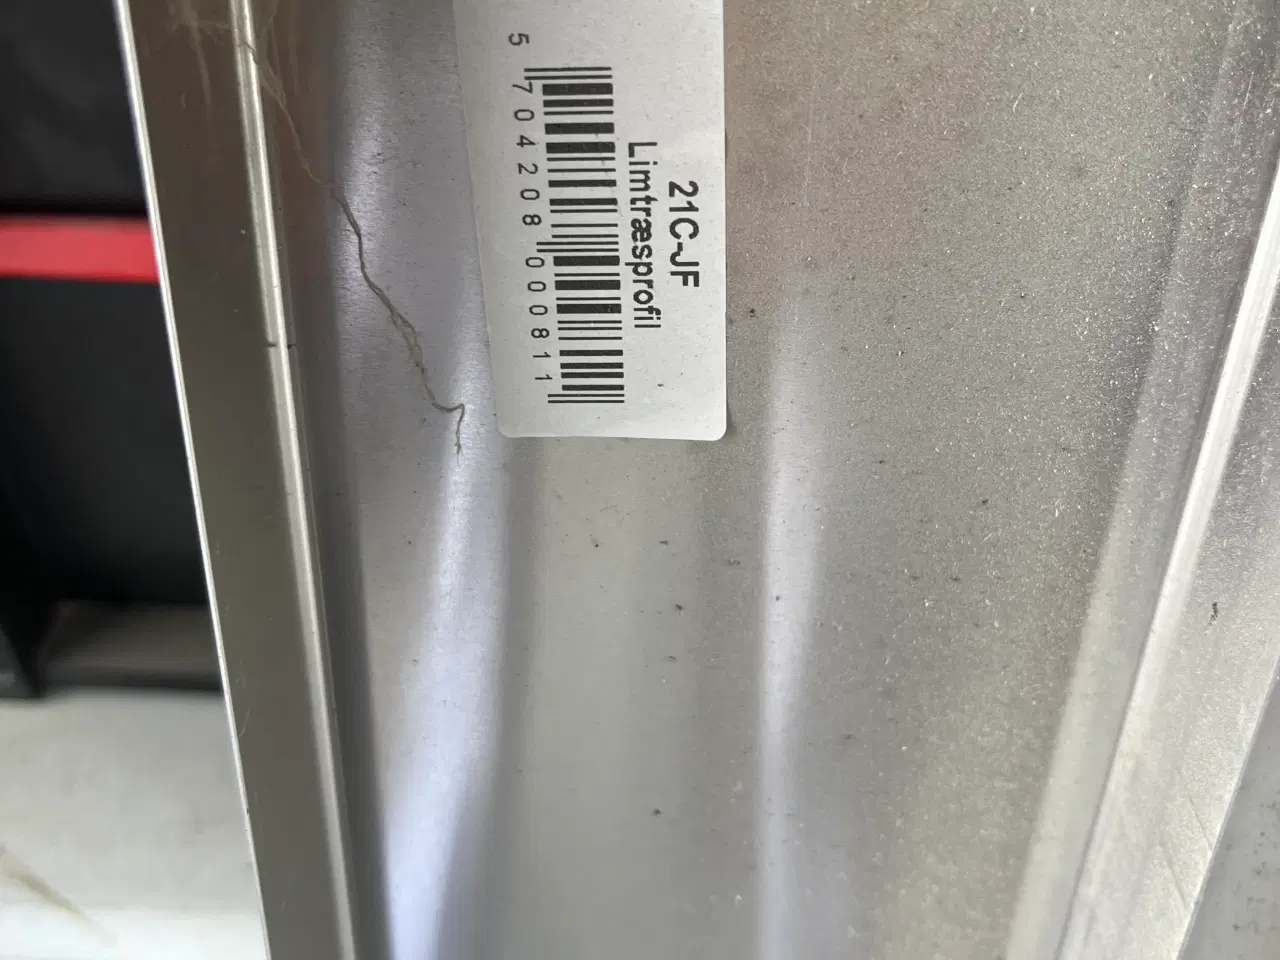 21C-JF
Limtræsprofil
5 704208 000811